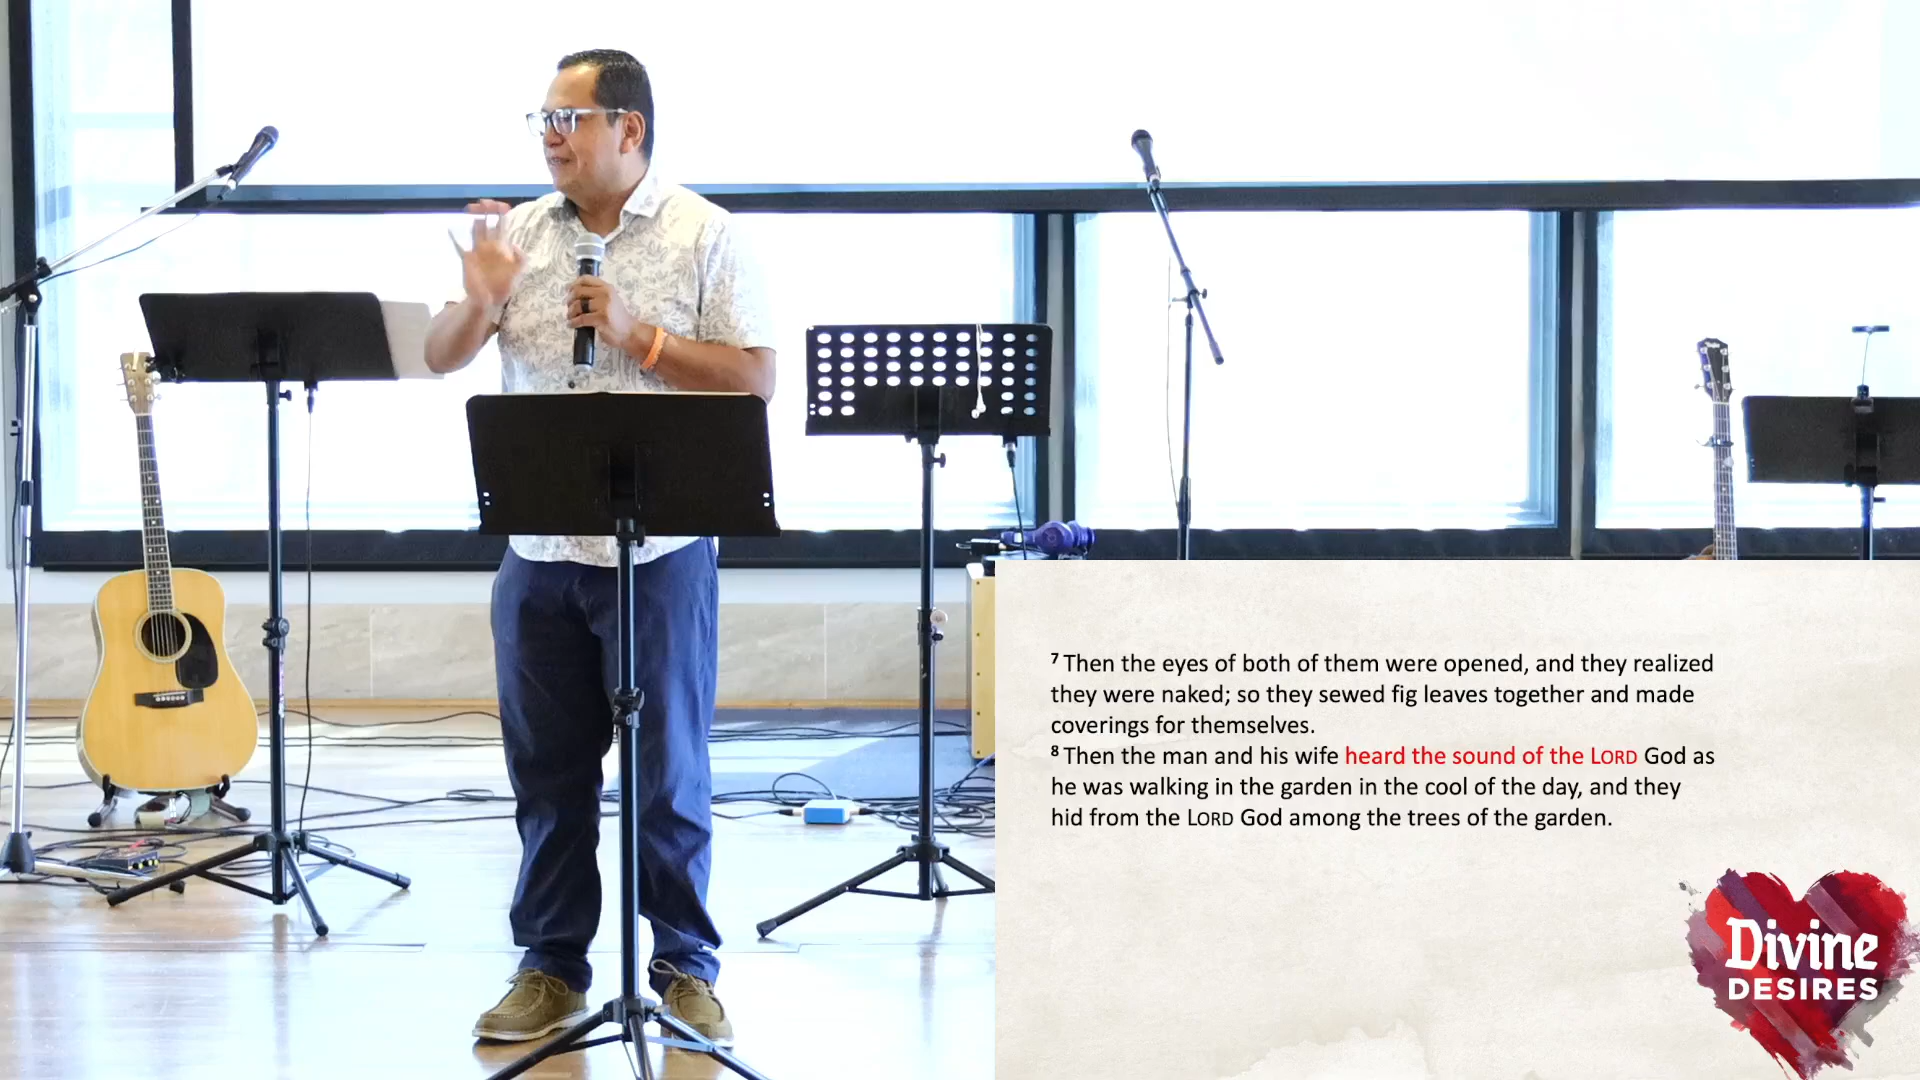 ⁷ Then the eyes of both of them were opened, and they realized
they were naked; so they sewed fig leaves together and made
coverings for themselves.
⁸ Then the man and his wife heard the sound of the LORD God as
he was walking in the garden in the cool of the day, and they
hid from the LORD God among the trees of the garden.
Divine
DESIRES